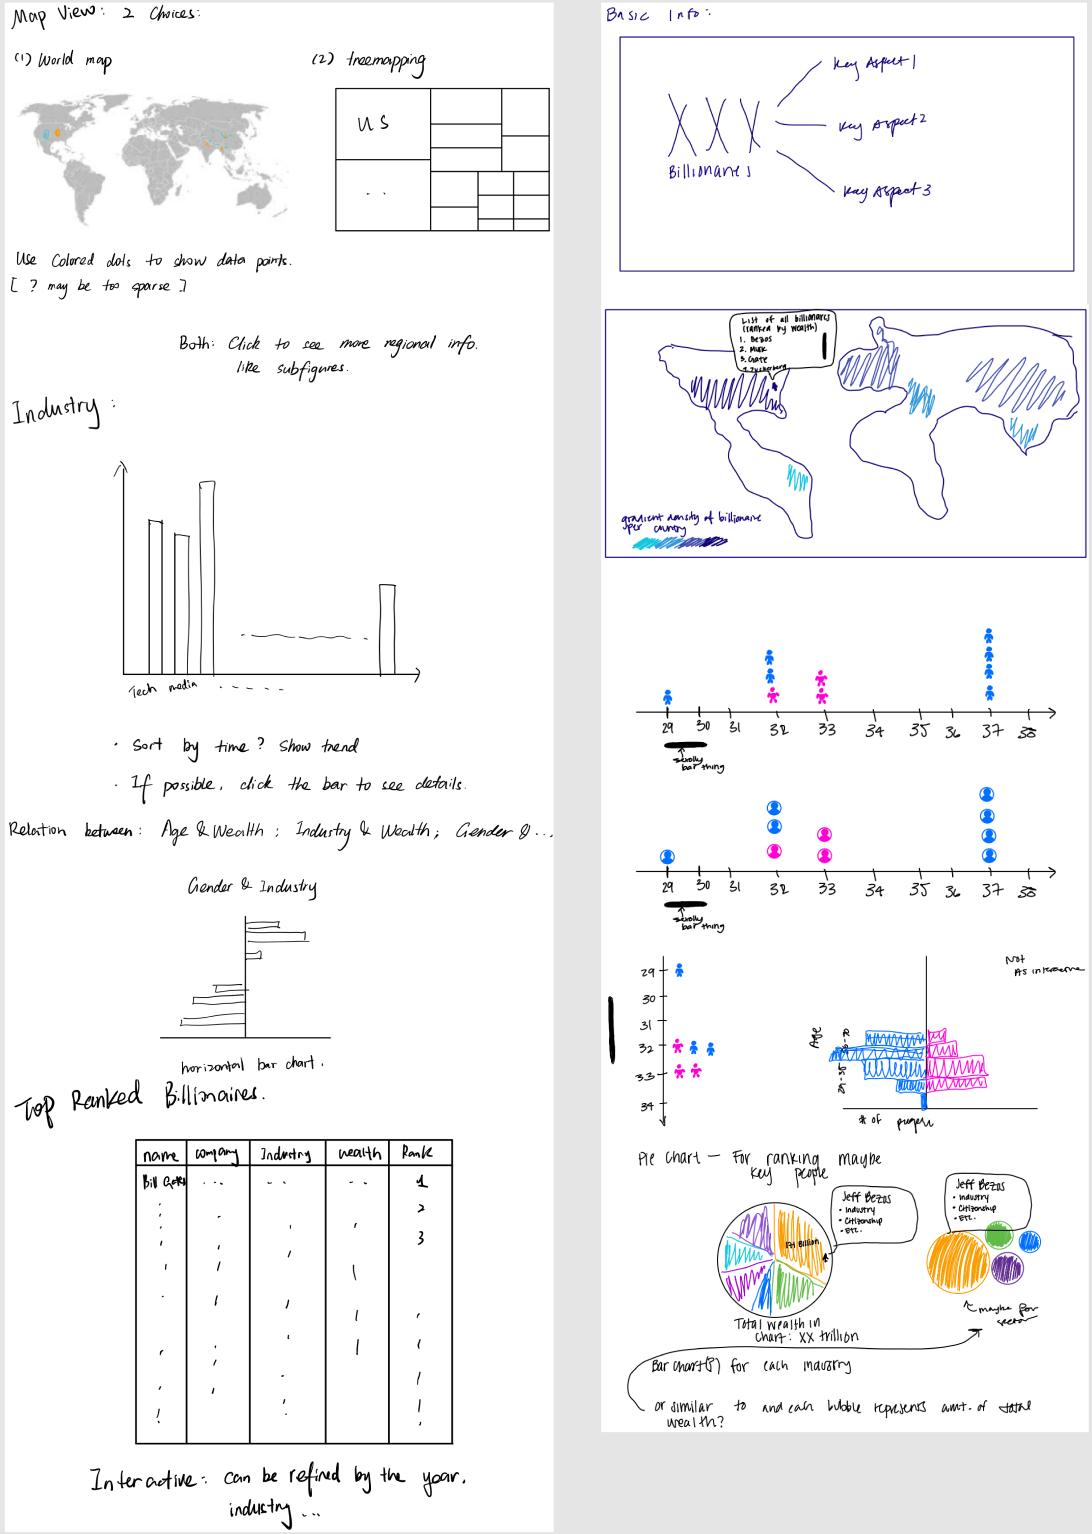 Map View: 2 Choices:
(1) World map
(2) treemapping
US
Use Colored dots to show data points.
[ ? may be too sparse ]
Both: Click to see more regional info.
like subfigures.
Industry:
Tech media
· Sort by time? Show trend
· If possible, click the bar to see details.
Relation between: Age & Wealth; Industry & Wealth; Gender & ...
Gender & Industry
horizontal bar chart.
Top Ranked Billionaires.
name company Industry wealth Rank
Bill Gates ... ... 1
2
3
Interactive: can be refined by the year.
industry ...
Basic Info:
XXX
Billionaires
Key Aspect 1
Key Aspect 2
Key Aspect 3
List of all billionaires
(ranked by wealth)
1. Bezos
2. Musk
3. Gates
4. Zuckerberg
gradient density of billionaire
per country
29 30 31 32 33 34 35 36 37 38
scrolly
bar thing
29 30 31 32 33 34 35 36 37 38
scrolly
bar thing
29
30
31
32
33
34
Not
As interactive
Age
# of people
Pie Chart — For ranking maybe
key people
Jeff Bezos
• Industry
• Citizenship
• Etc.
171 Billion
Total wealth in
chart: XX trillion
Jeff Bezos
• Industry
• Citizenship
• Etc.
maybe for
sector
Bar chart(s) for each industry
or similar to and each bubble represents amt. of total
wealth?